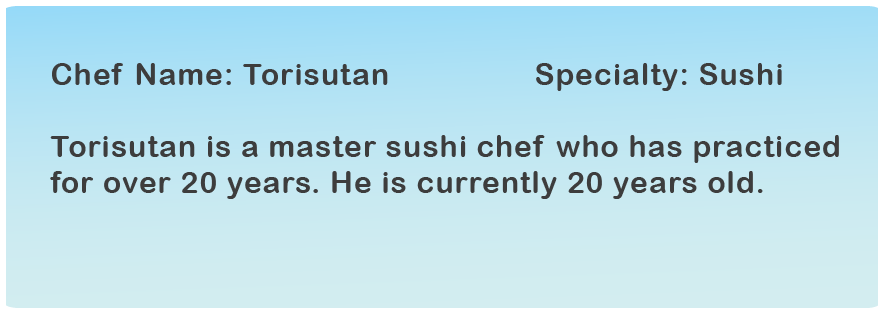 Chef Name: Torisutan Specialty: Sushi
Torisutan is a master sushi chef who has practiced
for over 20 years. He is currently 20 years old.